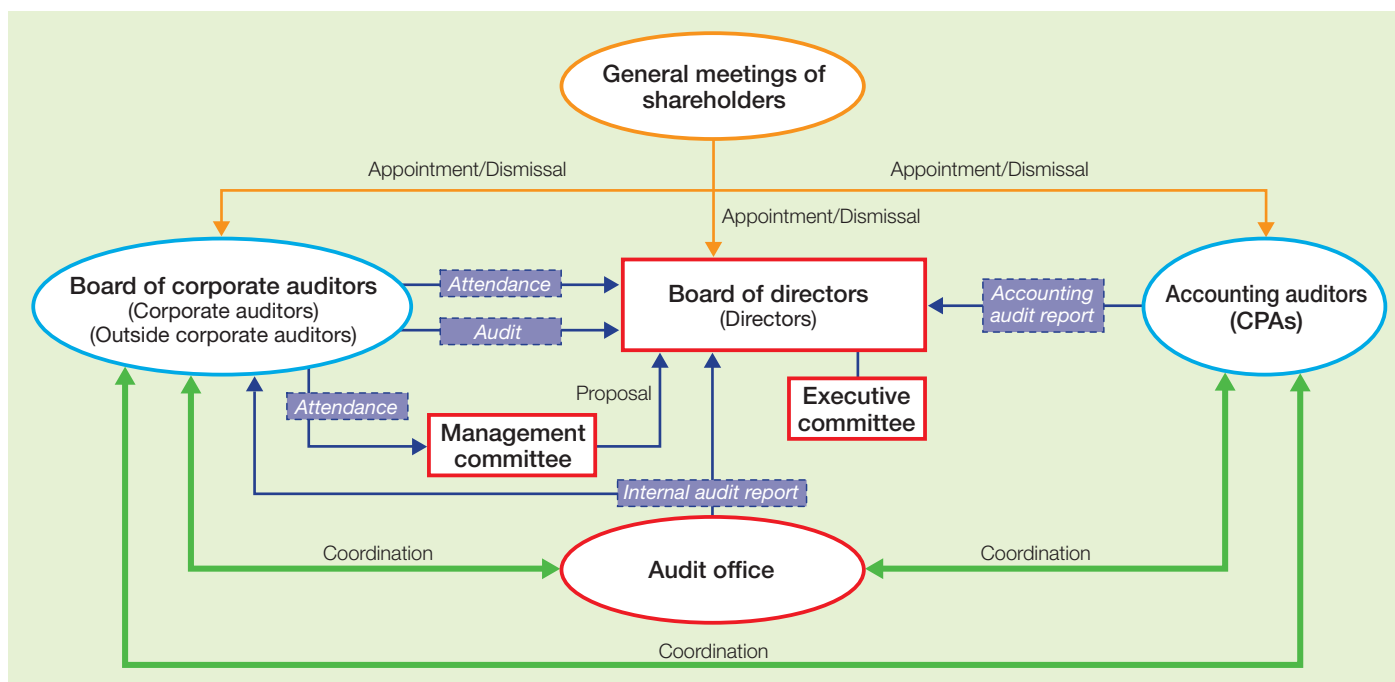 General meetings of
shareholders
Appointment/Dismissal
Appointment/Dismissal
Appointment/Dismissal
Board of corporate auditors
(Corporate auditors)
(Outside corporate auditors)
Attendance
Audit
Board of directors
(Directors)
Accounting
audit report
Accounting auditors
(CPAs)
Attendance
Proposal
Management
committee
Executive
committee
Internal audit report
Coordination
Audit office
Coordination
Coordination